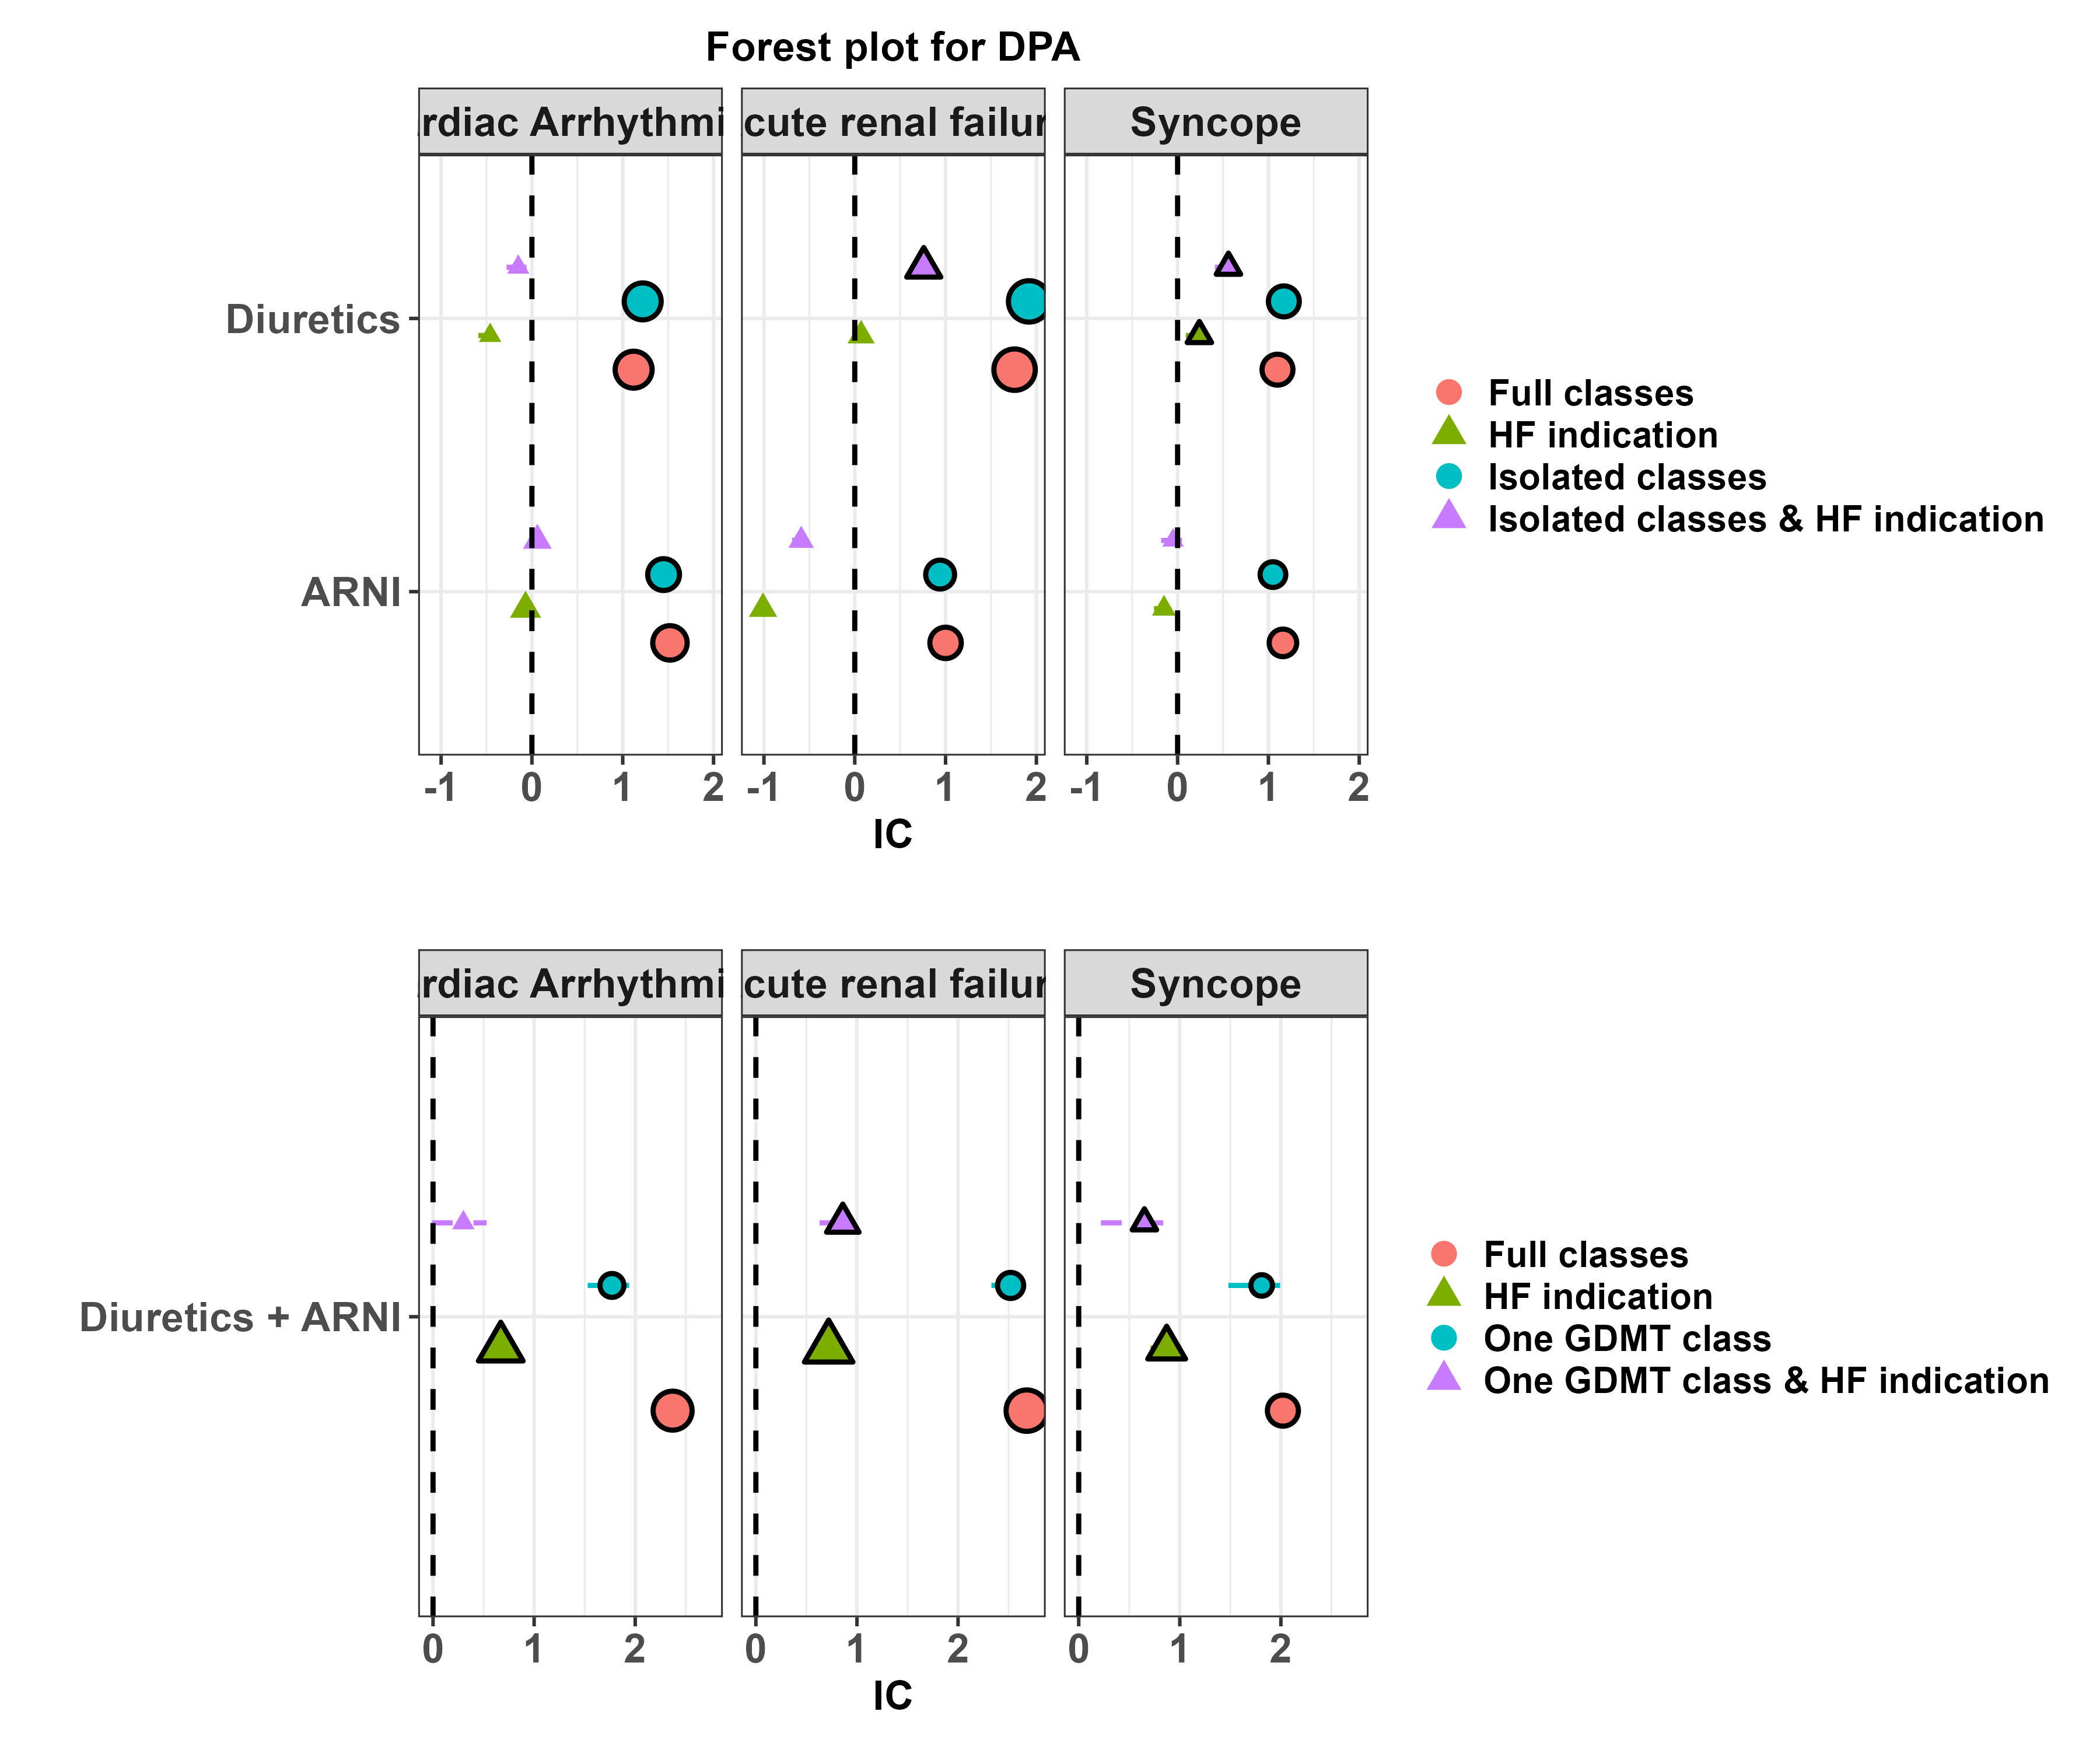 Forest plot for DPA
rdiac Arrhythmi
cute renal failur
Syncope
Diuretics
ARNI
-1 0 1 2
-1 0 1 2
-1 0 1 2
IC
Full classes
HF indication
Isolated classes
Isolated classes & HF indication
rdiac Arrhythmi
cute renal failur
Syncope
Diuretics + ARNI
0 1 2
0 1 2
0 1 2
IC
Full classes
HF indication
One GDMT class
One GDMT class & HF indication